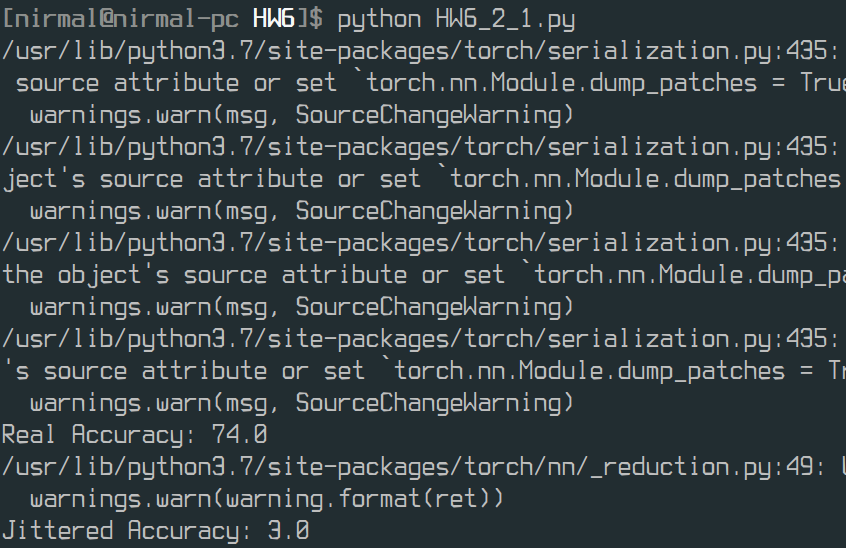 [nirmal@nirmal-pc HW6]$ python HW6_2_1.py
/usr/lib/python3.7/site-packages/torch/serialization.py:435:
source attribute or set `torch.nn.Module.dump_patches = True
warnings.warn(msg, SourceChangeWarning)
/usr/lib/python3.7/site-packages/torch/serialization.py:435:
ject's source attribute or set `torch.nn.Module.dump_patches
warnings.warn(msg, SourceChangeWarning)
/usr/lib/python3.7/site-packages/torch/serialization.py:435:
the object's source attribute or set `torch.nn.Module.dump_pa
warnings.warn(msg, SourceChangeWarning)
/usr/lib/python3.7/site-packages/torch/serialization.py:435:
's source attribute or set `torch.nn.Module.dump_patches = Tr
warnings.warn(msg, SourceChangeWarning)
Real Accuracy: 74.0
/usr/lib/python3.7/site-packages/torch/nn/_reduction.py:49:
warnings.warn(warning.format(ret))
Jittered Accuracy: 3.0